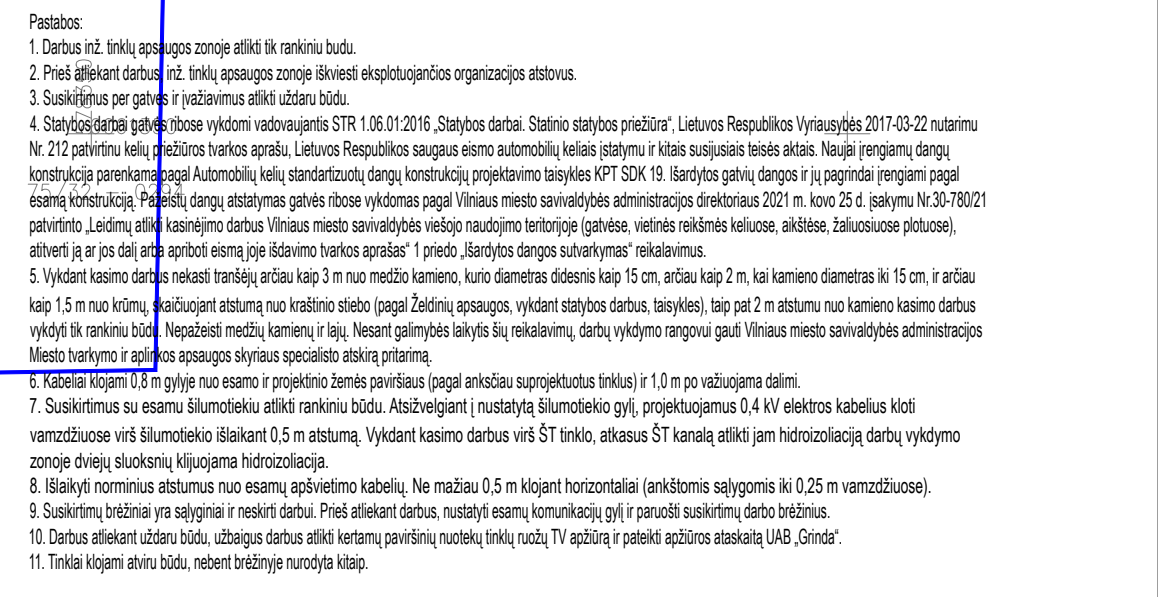 Pastabos:
1. Darbus inž. tinklų apsaugos zonoje atlikti tik rankiniu budu.
2. Prieš atliekant darbus, inž. tinklų apsaugos zonoje iškviesti eksplotuojančios organizacijos atstovus.
3. Susikirtimus per gatves ir įvažiavimus atlikti uždaru būdu.
4. Statybos darbai gatvės ribose vykdomi vadovaujantis STR 1.06.01:2016 „Statybos darbai. Statinio statybos priežiūra“, Lietuvos Respublikos Vyriausybės 2017-03-22 nutarimu
Nr. 212 patvirtinu kelių priežiūros tvarkos aprašu, Lietuvos Respublikos saugaus eismo automobilių keliais įstatymu ir kitais susijusiais teisės aktais. Naujai įrengiamų dangų
konstrukcija parenkama pagal Automobilių kelių standartizuotų dangų konstrukcijų projektavimo taisykles KPT SDK 19. Išardytos gatvių dangos ir jų pagrindai įrengiami pagal
esamą konstrukciją. Pažeistų dangų atstatymas gatvės ribose vykdomas pagal Vilniaus miesto savivaldybės administracijos direktoriaus 2021 m. kovo 25 d. įsakymu Nr.30-780/21
patvirtinto „Leidimų atlikti kasinėjimo darbus Vilniaus miesto savivaldybės viešojo naudojimo teritorijoje (gatvėse, vietinės reikšmės keliuose, aikštėse, žaliuosiuose plotuose),
atitverti ją ar jos dalį arba apriboti eismą joje išdavimo tvarkos aprašas“ 1 priedo „Išardytos dangos sutvarkymas“ reikalavimus.
5. Vykdant kasimo darbus nekasti tranšėjų arčiau kaip 3 m nuo medžio kamieno, kurio diametras didesnis kaip 15 cm, arčiau kaip 2 m, kai kamieno diametras iki 15 cm, ir arčiau
kaip 1,5 m nuo krūmų, skaičiuojant atstumą nuo kraštinio stiebo (pagal Želdinių apsaugos, vykdant statybos darbus, taisykles), taip pat 2 m atstumu nuo kamieno kasimo darbus
vykdyti tik rankiniu būdu. Nepažeisti medžių kamienų ir lajų. Nesant galimybės laikytis šių reikalavimų, darbų vykdymo rangovui gauti Vilniaus miesto savivaldybės administracijos
Miesto tvarkymo ir aplinkos apsaugos skyriaus specialisto atskirą pritarimą.
6. Kabeliai klojami 0,8 m gylyje nuo esamo ir projektinio žemės paviršiaus (pagal anksčiau suprojektuotus tinklus) ir 1,0 m po važiuojama dalimi.
7. Susikirtimus su esamu šilumotiekiu atlikti rankiniu būdu. Atsižvelgiant į nustatytą šilumotiekio gylį, projektuojamus 0,4 kV elektros kabelius kloti
vamzdžiuose virš šilumotiekio išlaikant 0,5 m atstumą. Vykdant kasimo darbus virš ŠT tinklo, atkasus ŠT kanalą atlikti jam hidroizoliaciją darbų vykdymo
zonoje dviejų sluoksnių klijuojama hidroizoliacija.
8. Išlaikyti norminius atstumus nuo esamų apšvietimo kabelių. Ne mažiau 0,5 m klojant horizontaliai (ankštomis sąlygomis iki 0,25 m vamzdžiuose).
9. Susikirtimų brėžiniai yra sąlyginiai ir neskirti darbui. Prieš atliekant darbus, nustatyti esamų komunikacijų gylį ir paruošti susikirtimų darbo brėžinius.
10. Darbus atliekant uždaru būdu, užbaigus darbus atlikti kertamų paviršinių nuotekų tinklų ruožų TV apžiūrą ir pateikti apžiūros ataskaitą UAB „Grinda“.
11. Tinklai klojami atviru būdu, nebent brėžinyje nurodyta kitaip.